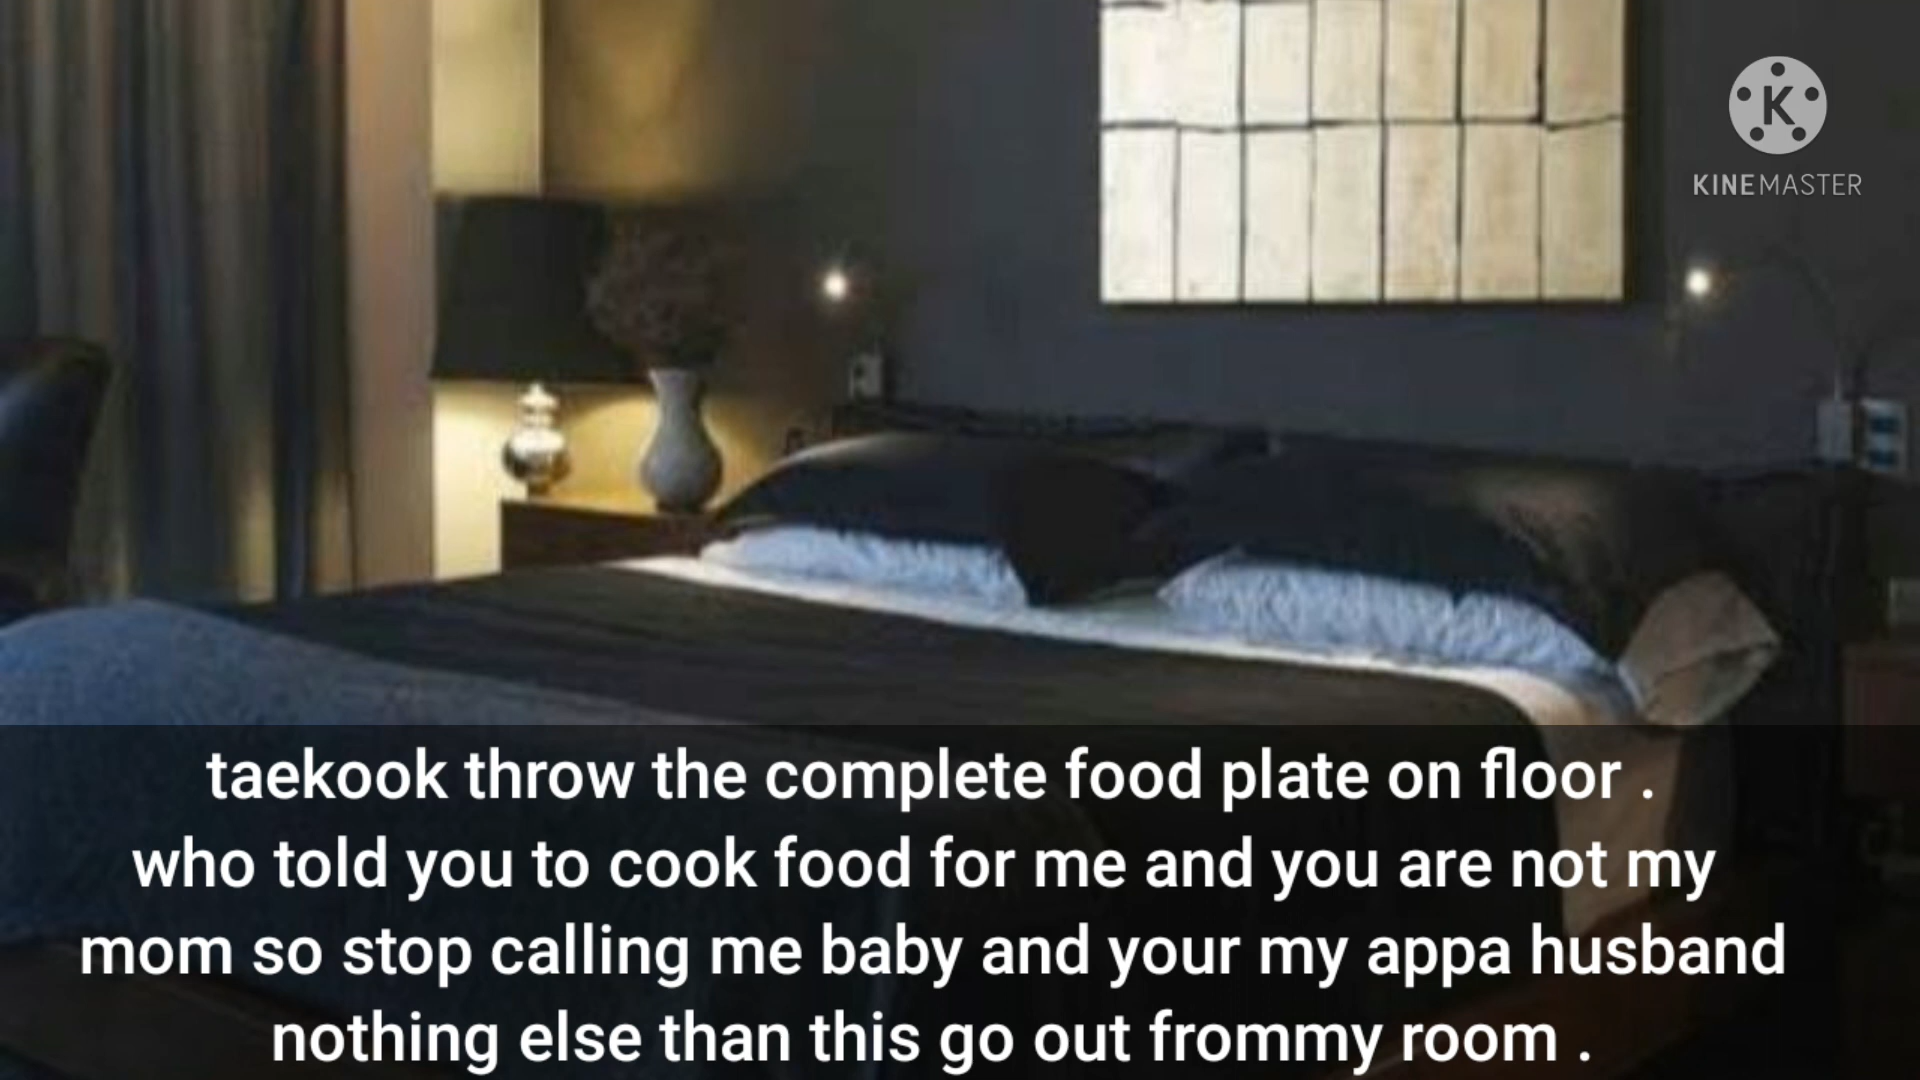 K
KINEMASTER
taekook throw the complete food plate on floor .
who told you to cook food for me and you are not my
mom so stop calling me baby and your my appa husband
nothing else than this go out frommy room .